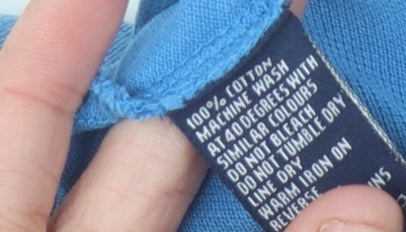 100% COTTON
MACHINE WASH
AT 40 DEGREES WITH
SIMILAR COLOURS
DO NOT BLEACH
DO NOT TUMBLE DRY
LINE DRY
WARM IRON ON
REVERSE